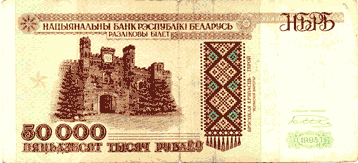 НАЦЫЯНАЛЬНЫ БАНК РЭСПУБЛІКІ БЕЛАРУСЬ
РАЗЛІКОВЫ БІЛЕТ
НБРБ
50 000
ПЯЦЬДЗЕСЯТ ТЫСЯЧ РУБЛЁЎ
1995